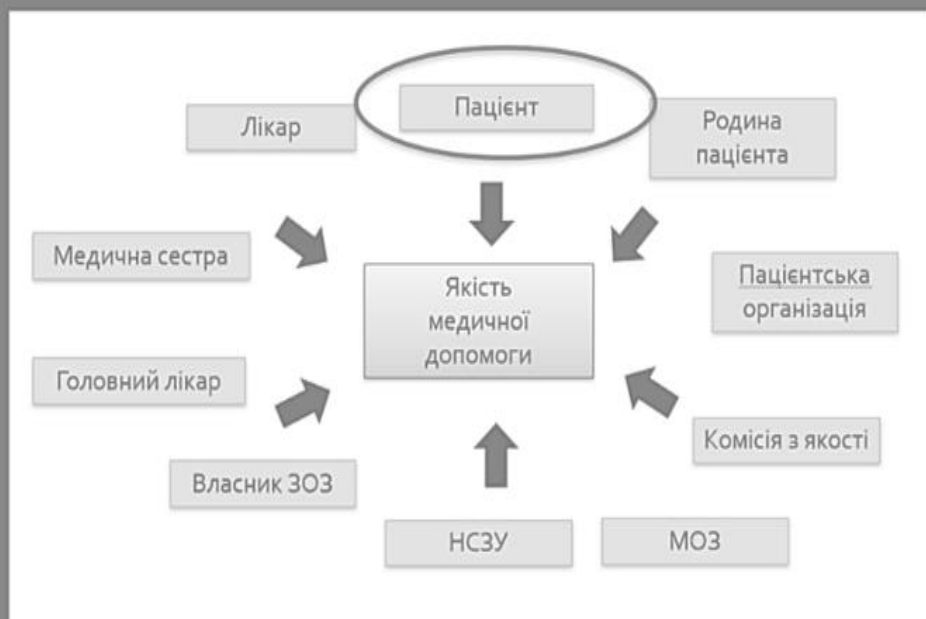 Пацієнт
Лікар
Родина
пацієнта
Медична сестра
Пацієнтська
організація
Якість
медичної
допомоги
Головний лікар
Комісія з якості
Власник ЗОЗ
НСЗУ
МОЗ